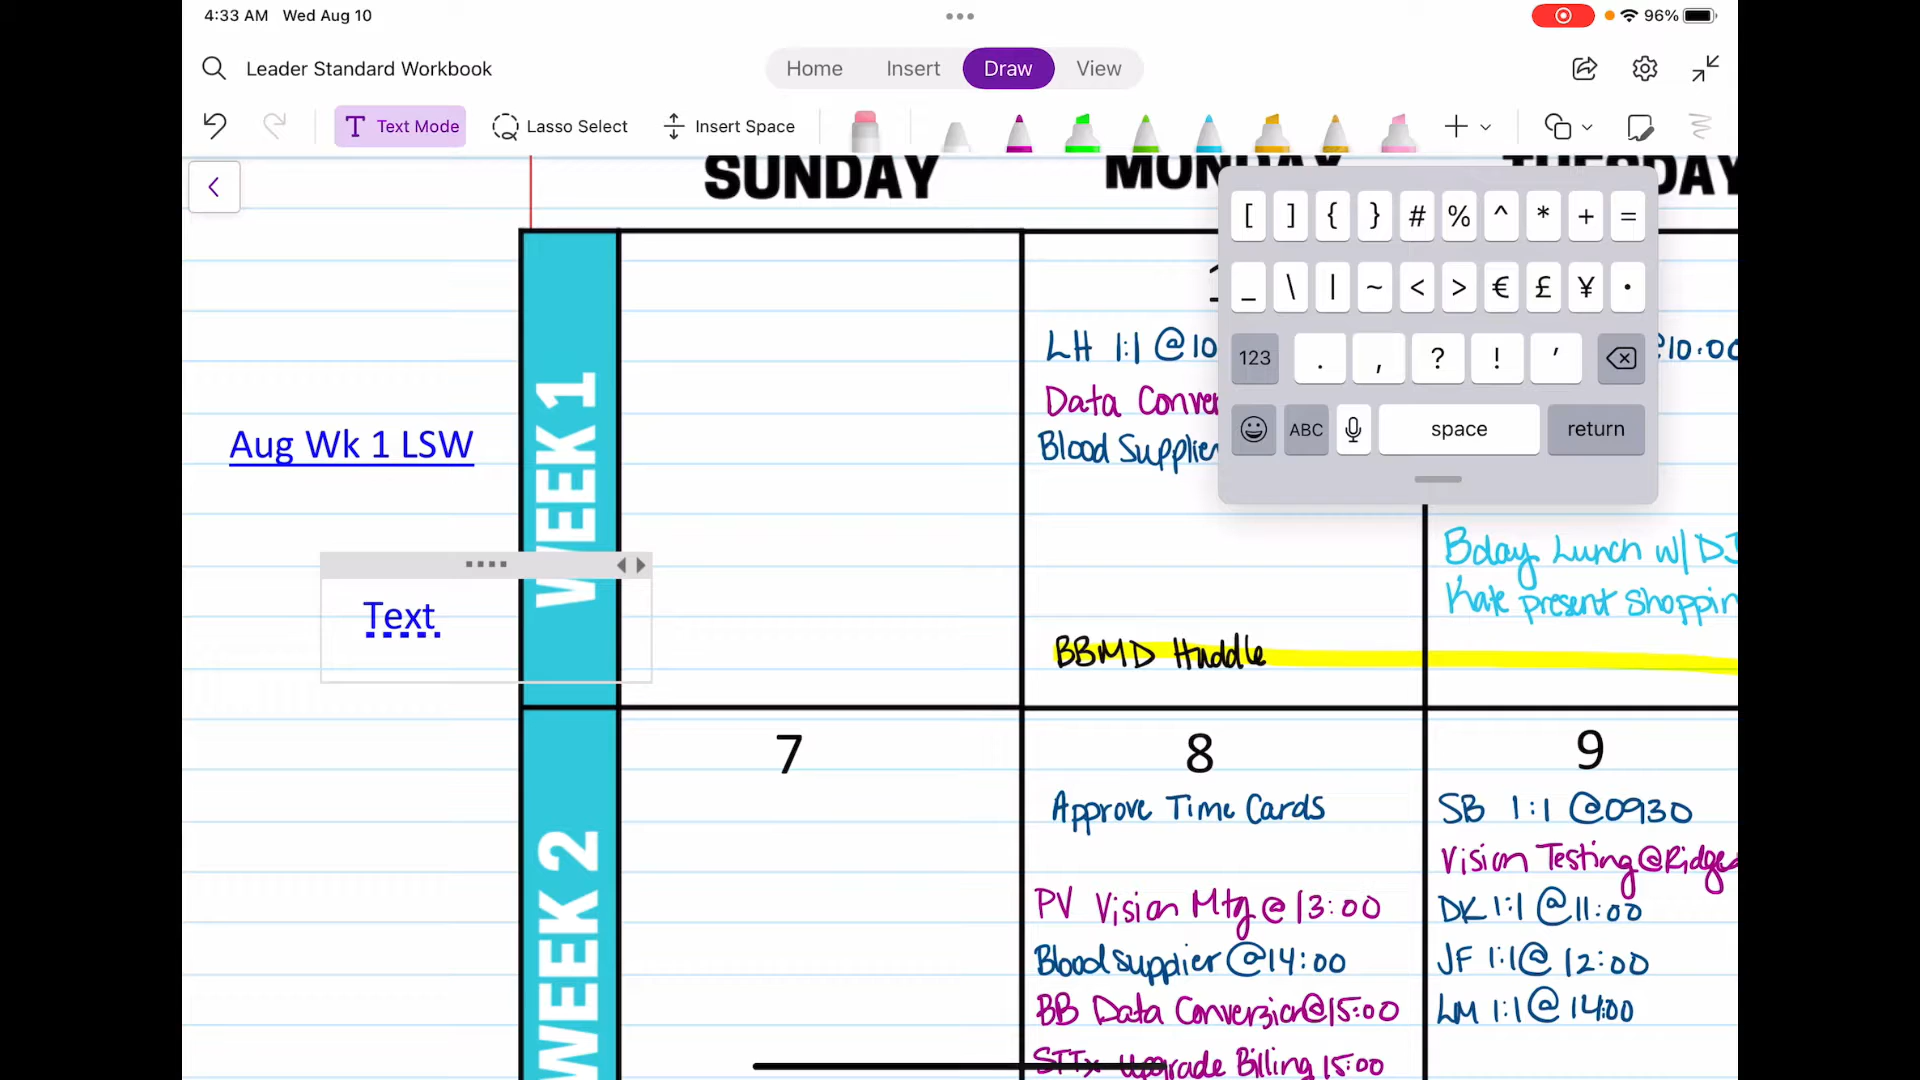 4:33 AM Wed Aug 10
96%
Leader Standard Workbook
Home Insert Draw View
Text Mode Lasso Select Insert Space
SUNDAY MONDAY TUESDAY
[ ] { } # % ^ * + =
_ \ | ~ < > € £ ¥ •
123 . , ? ! '
ABC space return
WEEK 1
Aug Wk 1 LSW
Text
LH 1:1 @10
Data
Blood Supplier
@10:00
Bday Lunch w/ DJ
Kate present
BBMD Huddle
WEEK 2
7
8
Approve Time Cards
PV Vision Mtg @ 13:00
Blood supplier @14:00
BB Data Conversion@15:00
STTx Upgrade Billing 15:00
9
SB 1:1 @0930
Vision Testing @
DK 1:1 @11:00
JF 1:1@ 12:00
LM 1:1@ 14:00